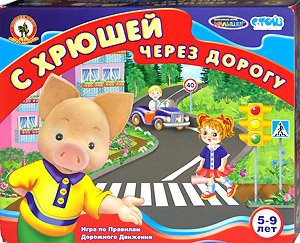 С ХРЮШЕЙ
ЧЕРЕЗ ДОРОГУ
40
Игра по Правилам
Дорожного Движения
5-9
лет